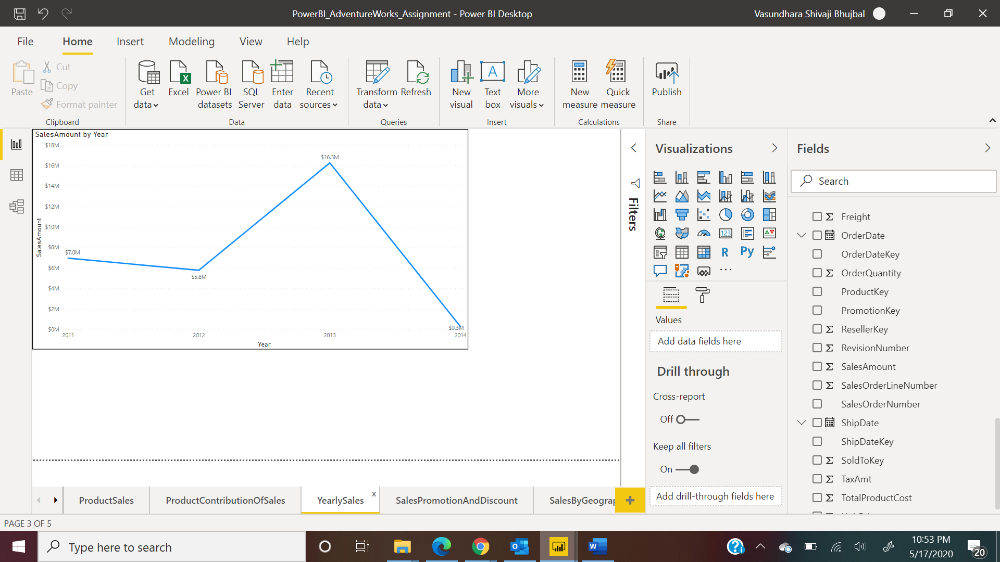 PowerBI_AdventureWorks_Assignment - Power BI Desktop
Vasundhara Shivaji Bhujbal
File Home Insert Modeling View Help
Paste
Cut
Copy
Format painter
Clipboard
Get data
Excel
Power BI datasets
SQL Server
Enter data
Recent sources
Data
Transform data
Refresh
Queries
New visual
Text box
More visuals
Insert
New measure
Quick measure
Calculations
Publish
Share
SalesAmount by Year
$18M
$16M
$14M
$12M
$10M
$8M
$6M
$4M
$2M
$0M
SalesAmount
$7.0M
$5.8M
$16.3M
$0.3M
2011 2012 2013 2014
Year
Filters
Visualizations
123
R
Py
Values
Add data fields here
Drill through
Cross-report
Off
Keep all filters
On
Add drill-through fields here
Fields
Search
Freight
OrderDate
OrderDateKey
OrderQuantity
ProductKey
PromotionKey
ResellerKey
RevisionNumber
SalesAmount
SalesOrderLineNumber
SalesOrderNumber
ShipDate
ShipDateKey
SoldToKey
TaxAmt
TotalProductCost
ProductSales
ProductContributionOfSales
YearlySales
x
SalesPromotionAndDiscount
SalesByGeograp
+
PAGE 3 OF 5
Type here to search
10:53 PM
5/17/2020
20